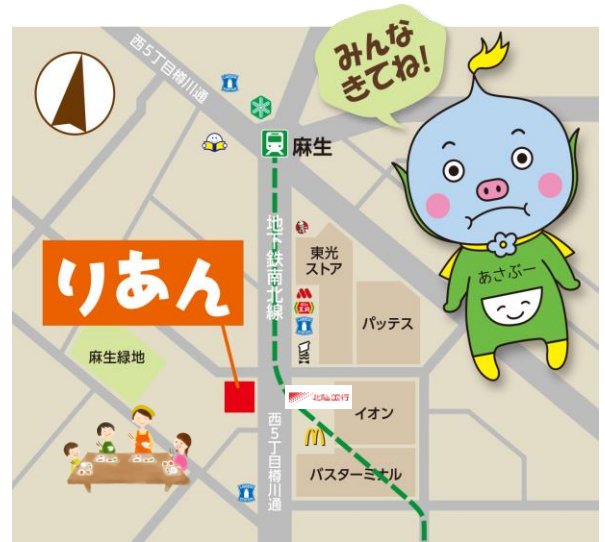 西5丁目樽川通
みんな
きてね!
麻生
地下鉄南北線
東光
ストア
あさぶー
りあん
パッテス
麻生緑地
北陸銀行
イオン
西5丁目樽川通
バスターミナル